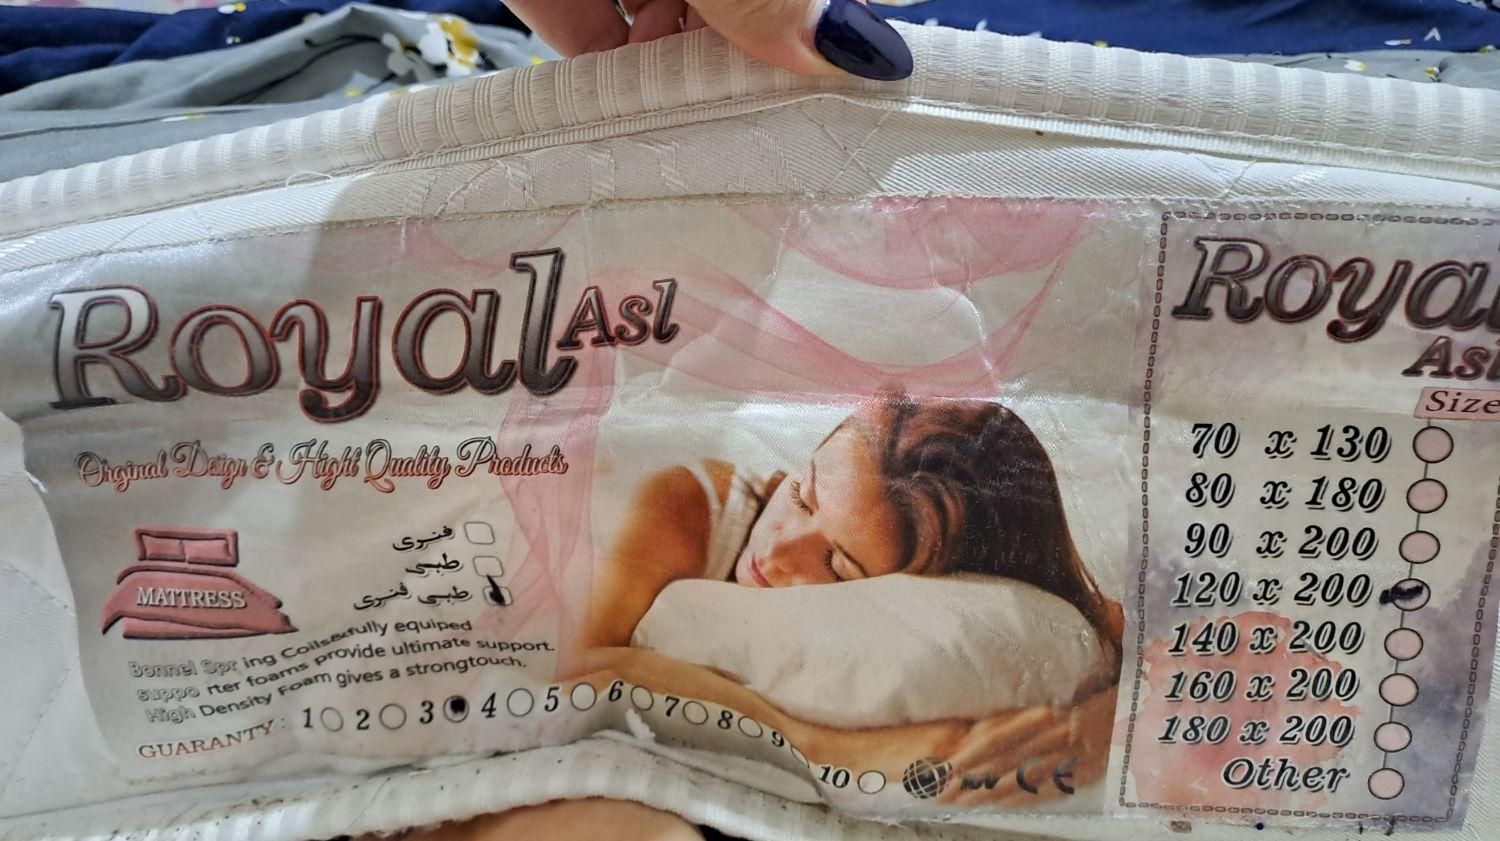 Royal Asl
Orginal Design & Hight Quality Products
فنری
طبی
طبی فنری
MATTRESS
Bonnel Spr ing Coils&fully equiped
suppo rter foams provide ultimate support.
High Density Foam gives a strongtouch.
GUARANTY: 1 2 3 4 5 6 7 8 9 10
CE
Royal
Asl
Size
70 x 130
80 x 180
90 x 200
120 x 200
140 x 200
160 x 200
180 x 200
Other